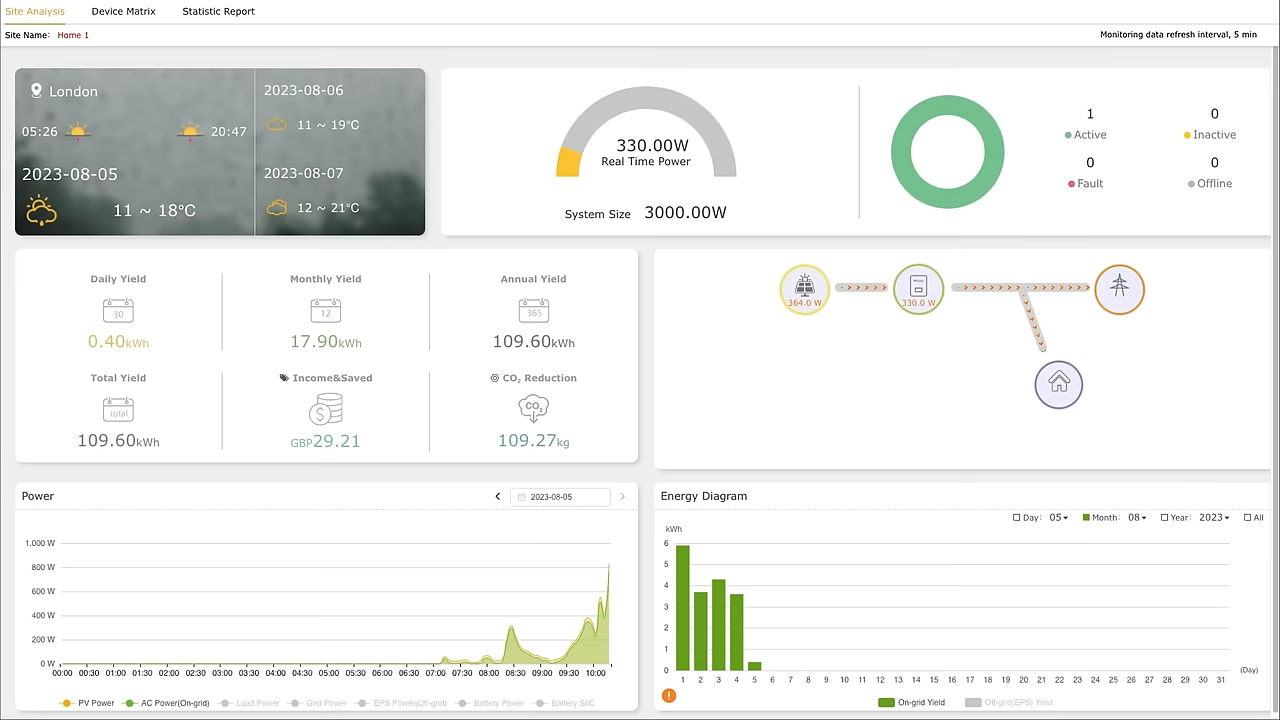 Site Analysis Device Matrix Statistic Report
Site Name: Home 1 Monitoring data refresh interval, 5 min
London
05:26 20:47
2023-08-05
11 ~ 18°C
2023-08-06
11 ~ 19°C
2023-08-07
12 ~ 21°C
330.00W
Real Time Power
System Size 3000.00W
1 0
Active Inactive
0 0
Fault Offline
Daily Yield Monthly Yield Annual Yield
30 12 365
0.40kWh 17.90kWh 109.60kWh
Total Yield Income&Saved CO₂ Reduction
total CO₂
109.60kWh GBP29.21 109.27kg
364.0 W 330.0 W
Power 2023-08-05
1,000 W
800 W
600 W
400 W
200 W
0 W
00:00 00:30 01:00 01:30 02:00 02:30 03:00 03:30 04:00 04:30 05:00 05:30 06:00 06:30 07:00 07:30 08:00 08:30 09:00 09:30 10:00
PV Power AC Power(On-grid) Load Power Grid Power EPS Power(Off-grid) Battery Power Battery SoC
Energy Diagram
Day: 05 Month: 08 Year: 2023 All
kWh
6
5
4
3
2
1
0
1 2 3 4 5 6 7 8 9 10 11 12 13 14 15 16 17 18 19 20 21 22 23 24 25 26 27 28 29 30 31 (Day)
On-grid Yield Off-grid(EPS) Yield